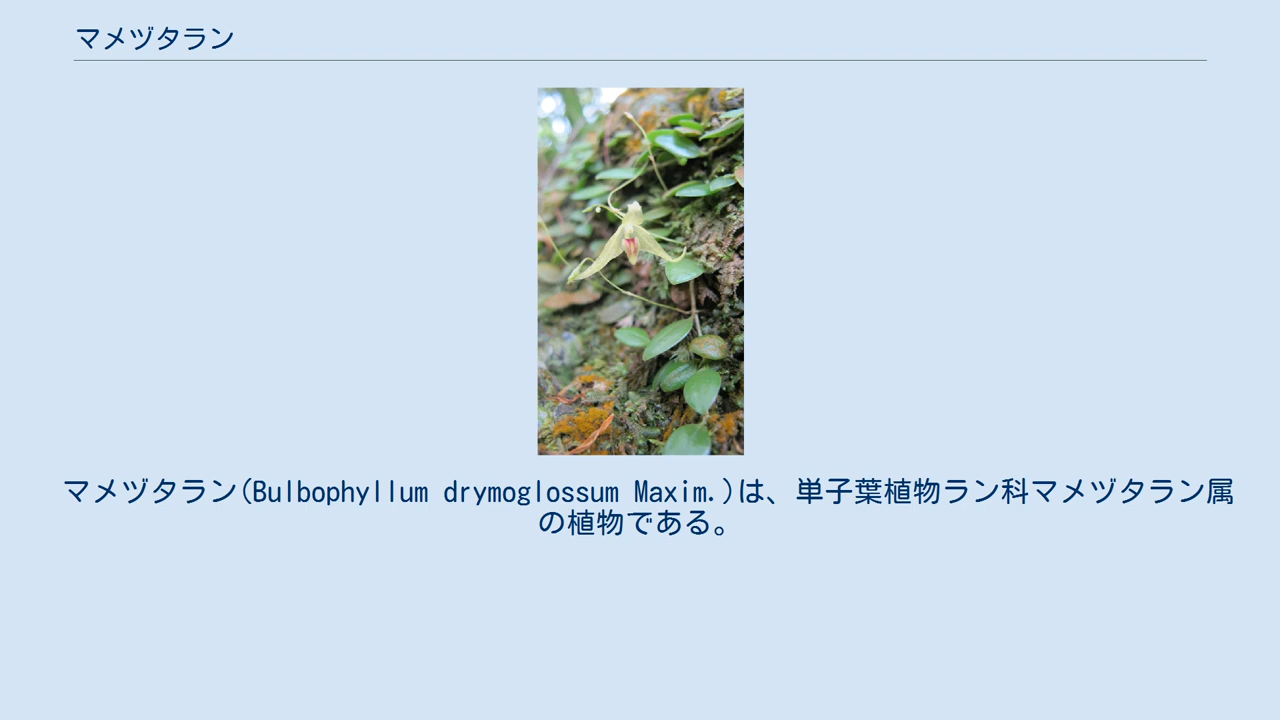 マメヅタラン
マメヅタラン(Bulbophyllum drymoglossum Maxim.)は、単子葉植物ラン科マメヅタラン属
の植物である。